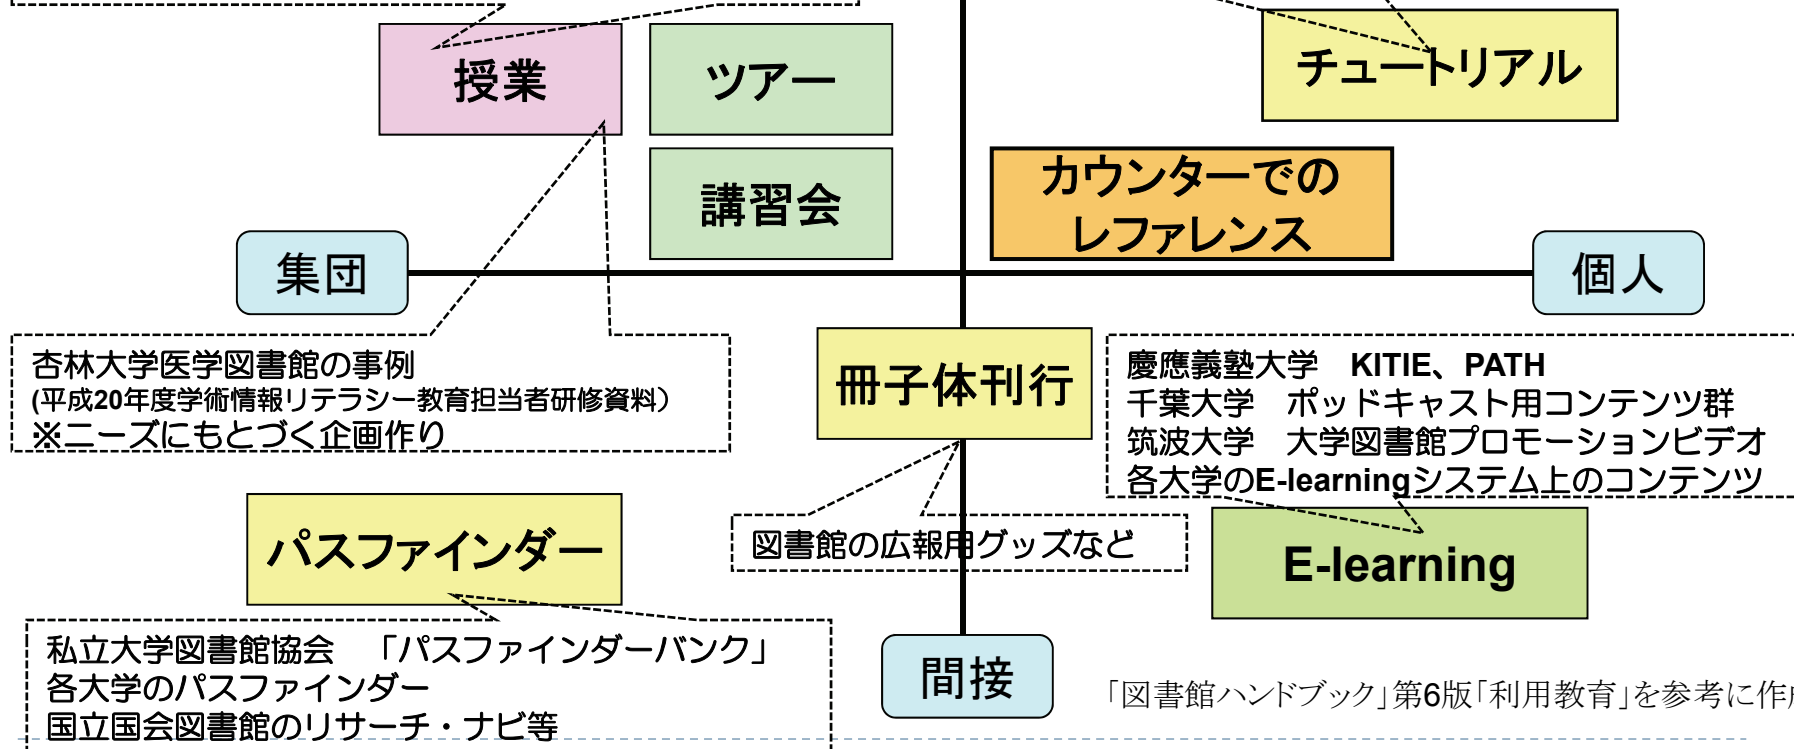 授業
ツアー
チュートリアル
講習会
カウンターでの
レファレンス
集団
個人
杏林大学医学図書館の事例
(平成20年度学術情報リテラシー教育担当者研修資料）
※ニーズにもとづく企画作り
冊子体刊行
慶應義塾大学　KITIE、PATH
千葉大学　ポッドキャスト用コンテンツ群
筑波大学　大学図書館プロモーションビデオ
各大学のE-learningシステム上のコンテンツ
パスファインダー
図書館の広報用グッズなど
E-learning
私立大学図書館協会　「パスファインダーバンク」
各大学のパスファインダー
国立国会図書館のリサーチ・ナビ等
間接
「図書館ハンドブック」第6版「利用教育」を参考に作